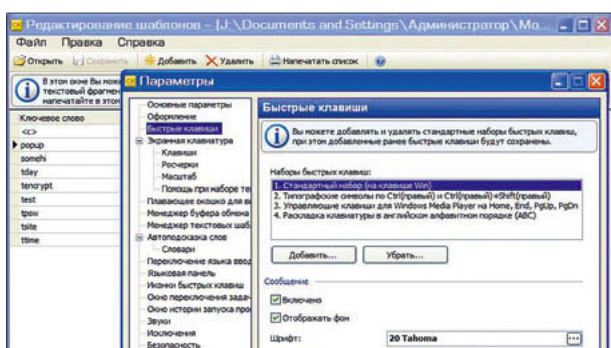 Редактирование шаблонов - [J:\Documents and Settings\Администратор\Мо...
Файл Правка Справка
Открыть Сохранить Добавить Удалить Напечатать список
В этом окне Вы
текстовый
напечатайте в этом
Ключевое слово
<c>
popup
somehi
tday
tencrypt
test
tpsw
tsite
ttime
Параметры
Основные параметры
Оформление
Быстрые клавиши
Экранная клавиатура
Клавиши
Росчерки
Масштаб
Помощь при наборе те
Плавающее окошко для в
Менеджер буфера обмена
Менеджер текстовых шаб
Автоподсказка слов
Словари
Переключение языка ввод
Языковая панель
Иконки быстрых клавиш
Окно переключения задач
Окно истории запуска про
Звуки
Исключения
Безопасность
Быстрые клавиши
Вы можете добавлять и удалять стандартные наборы быстрых клавиш,
при этом добавленные ранее быстрые клавиши будут сохранены.
Наборы быстрых клавиш:
1. Стандартный набор (на клавише Win)
2. Типографские символы по Ctrl(правый) и Ctrl(правый)+Shift(правый)
3. Управляющие клавиши для Windows Media Player на Home, End, PgUp, PgDn
4. Раскладка клавиатуры в английском алфавитном порядке (ABC)
Добавить... Убрать...
Сообщение
Включено
Отображать фон
Шрифт: 20 Tahoma ...